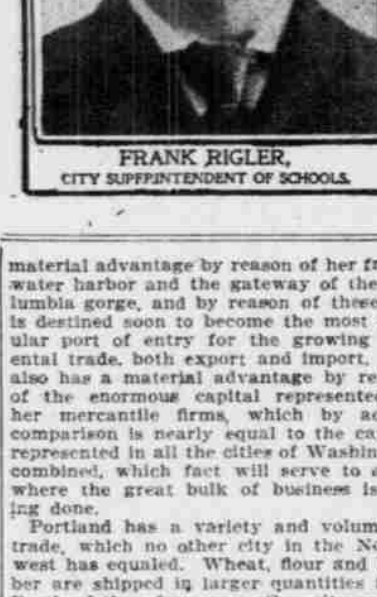 FRANK RIGLER,
CITY SUPERINTENDENT OF SCHOOLS.
material advantage by reason of her
water harbor and the gateway of the
lumbia gorge, and by reason of these
is destined soon to become the most
ular port of entry for the growing
ental trade, both export and import,
also has a material advantage by re
of the enormous capital represented
her mercantile firms, which by ac
comparison is nearly equal to the ca
represented in all the cities of Washin
combined, which fact will serve to
where the great bulk of business is
ing done.
Portland has a variety and volum
trade, which no other city in the No
west has equaled. Wheat, flour and
ber are shipped in larger quantities